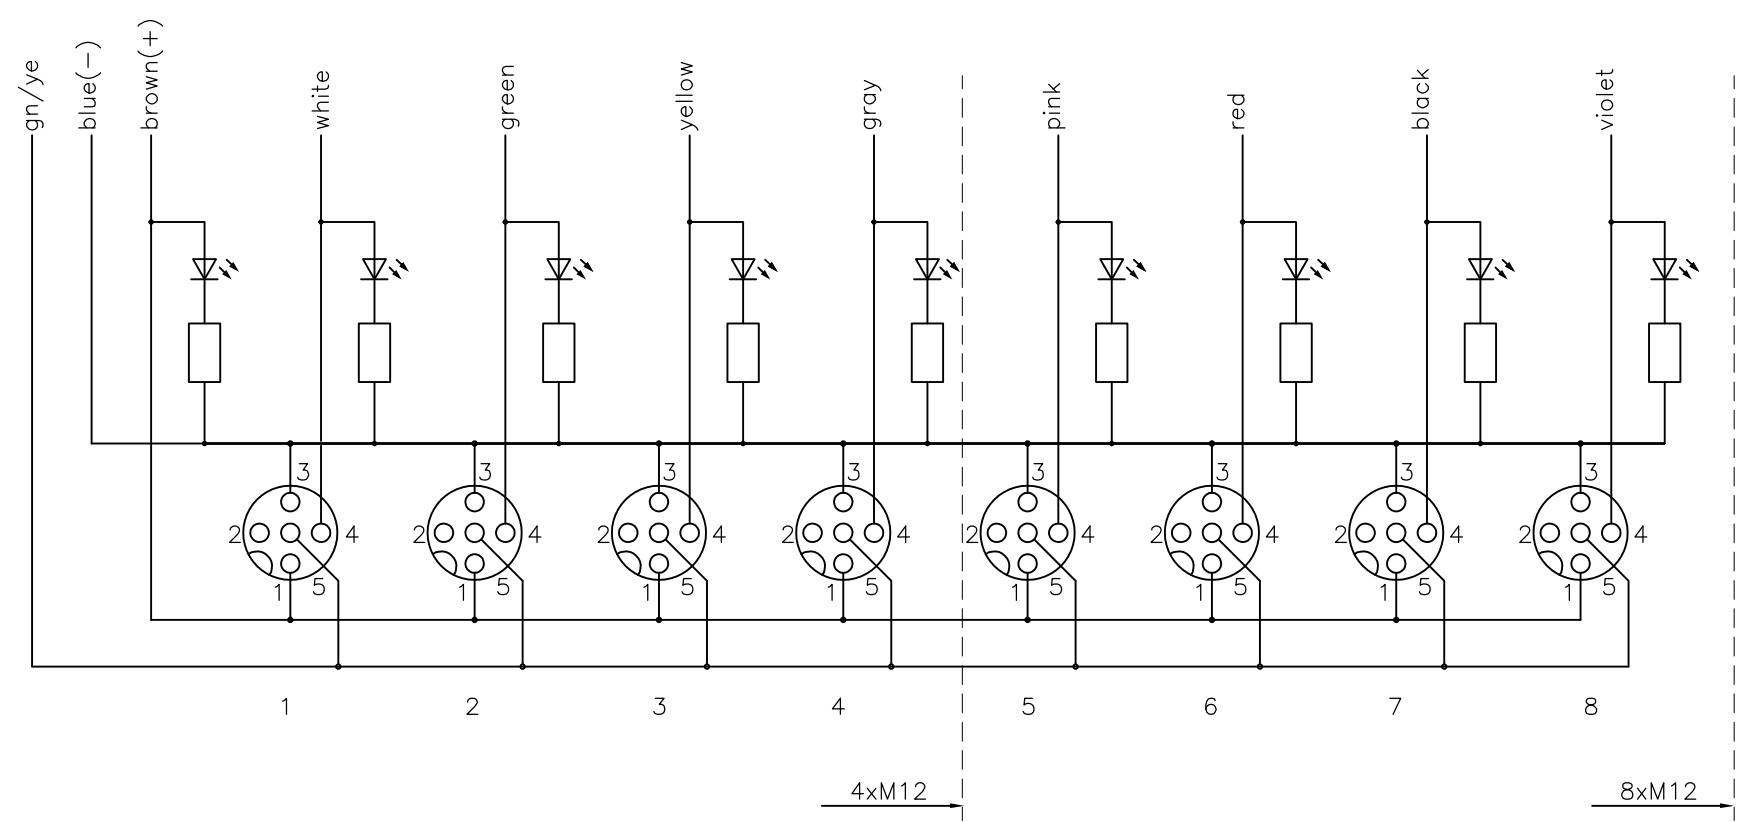 gn/ye
blue(−)
brown(+)
white
green
yellow
gray
pink
red
black
violet
3 3 3 3 3 3 3 3
2 4 2 4 2 4 2 4 2 4 2 4 2 4 2 4
1 5 1 5 1 5 1 5 1 5 1 5 1 5 1 5
1 2 3 4 5 6 7 8
4xM12 8xM12